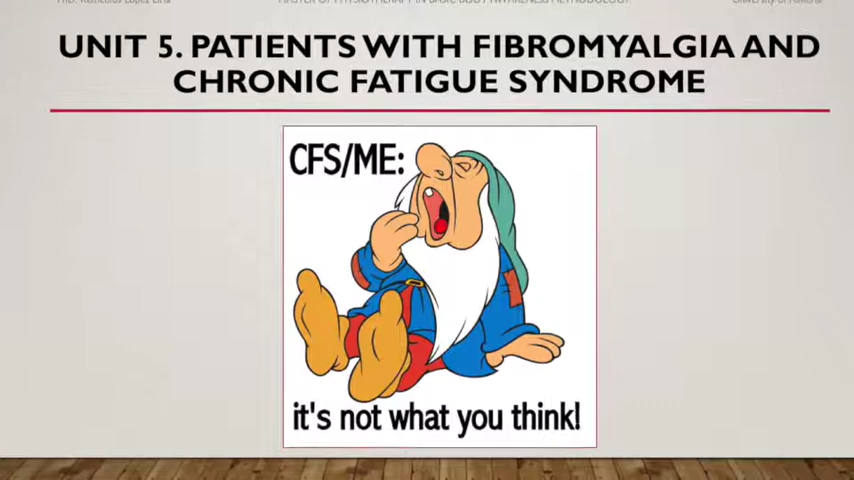 UNIT 5. PATIENTS WITH FIBROMYALGIA AND
CHRONIC FATIGUE SYNDROME
CFS/ME:
it's not what you think!